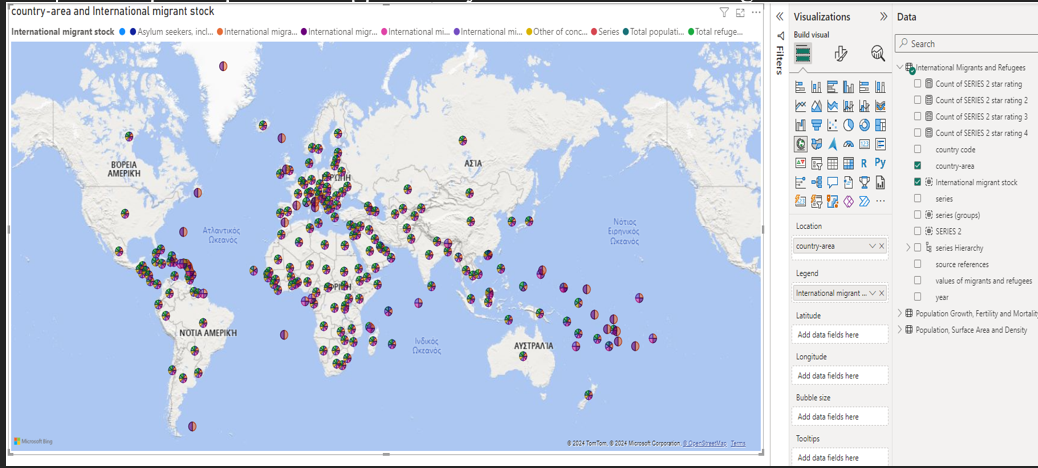 country-area and International migrant stock
International migrant stock
Asylum seekers, incl...
International migra...
International migr...
International mi...
International mi...
Other of conc...
Series
Total populati...
Total refuge...
ΒΟΡΕΙΑ
ΑΜΕΡΙΚΗ
ΑΣΙΑ
Ατλαντικός
Ωκεανός
Νότιος
Ειρηνικός
Ωκεανός
ΝΟΤΙΑ ΑΜΕΡΙΚΗ
Ινδικός
Ωκεανός
ΑΥΣΤΡΑΛΙΑ
Microsoft Bing
© 2024 TomTom, © 2024 Microsoft Corporation, © OpenStreetMap Terms
Filters
Visualizations
Build visual
R Py
Location
country-area
Legend
International migrant ...
Latitude
Add data fields here
Longitude
Add data fields here
Bubble size
Add data fields here
Tooltips
Add data fields here
Data
Search
International Migrants and Refugees
Count of SERIES 2 star rating
Count of SERIES 2 star rating 2
Count of SERIES 2 star rating 3
Count of SERIES 2 star rating 4
country code
country-area
International migrant stock
series
series (groups)
SERIES 2
series Hierarchy
source references
values of migrants and refugees
year
Population Growth, Fertility and Mortality
Population, Surface Area and Density